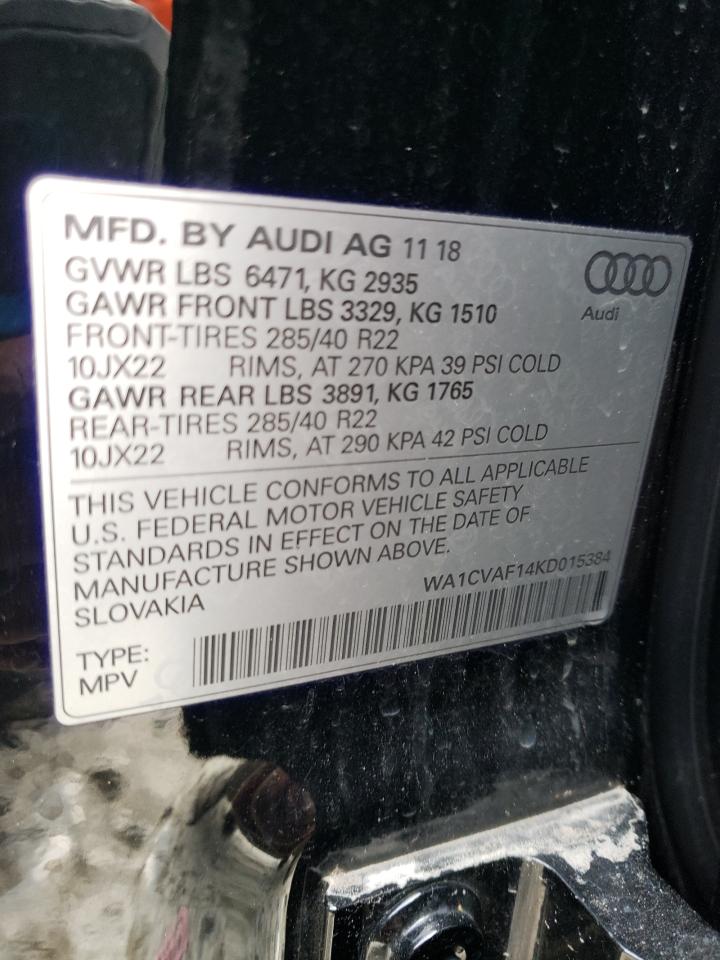 MFD. BY AUDI AG 11 18
GVWR LBS 6471, KG 2935
GAWR FRONT LBS 3329, KG 1510
FRONT-TIRES 285/40 R22
10JX22 RIMS, AT 270 KPA 39 PSI COLD
GAWR REAR LBS 3891, KG 1765
REAR-TIRES 285/40 R22
10JX22 RIMS, AT 290 KPA 42 PSI COLD
Audi
THIS VEHICLE CONFORMS TO ALL APPLICABLE
U.S. FEDERAL MOTOR VEHICLE SAFETY
STANDARDS IN EFFECT ON THE DATE OF
MANUFACTURE SHOWN ABOVE.
SLOVAKIA
WA1CVAF14KD015384
TYPE:
MPV